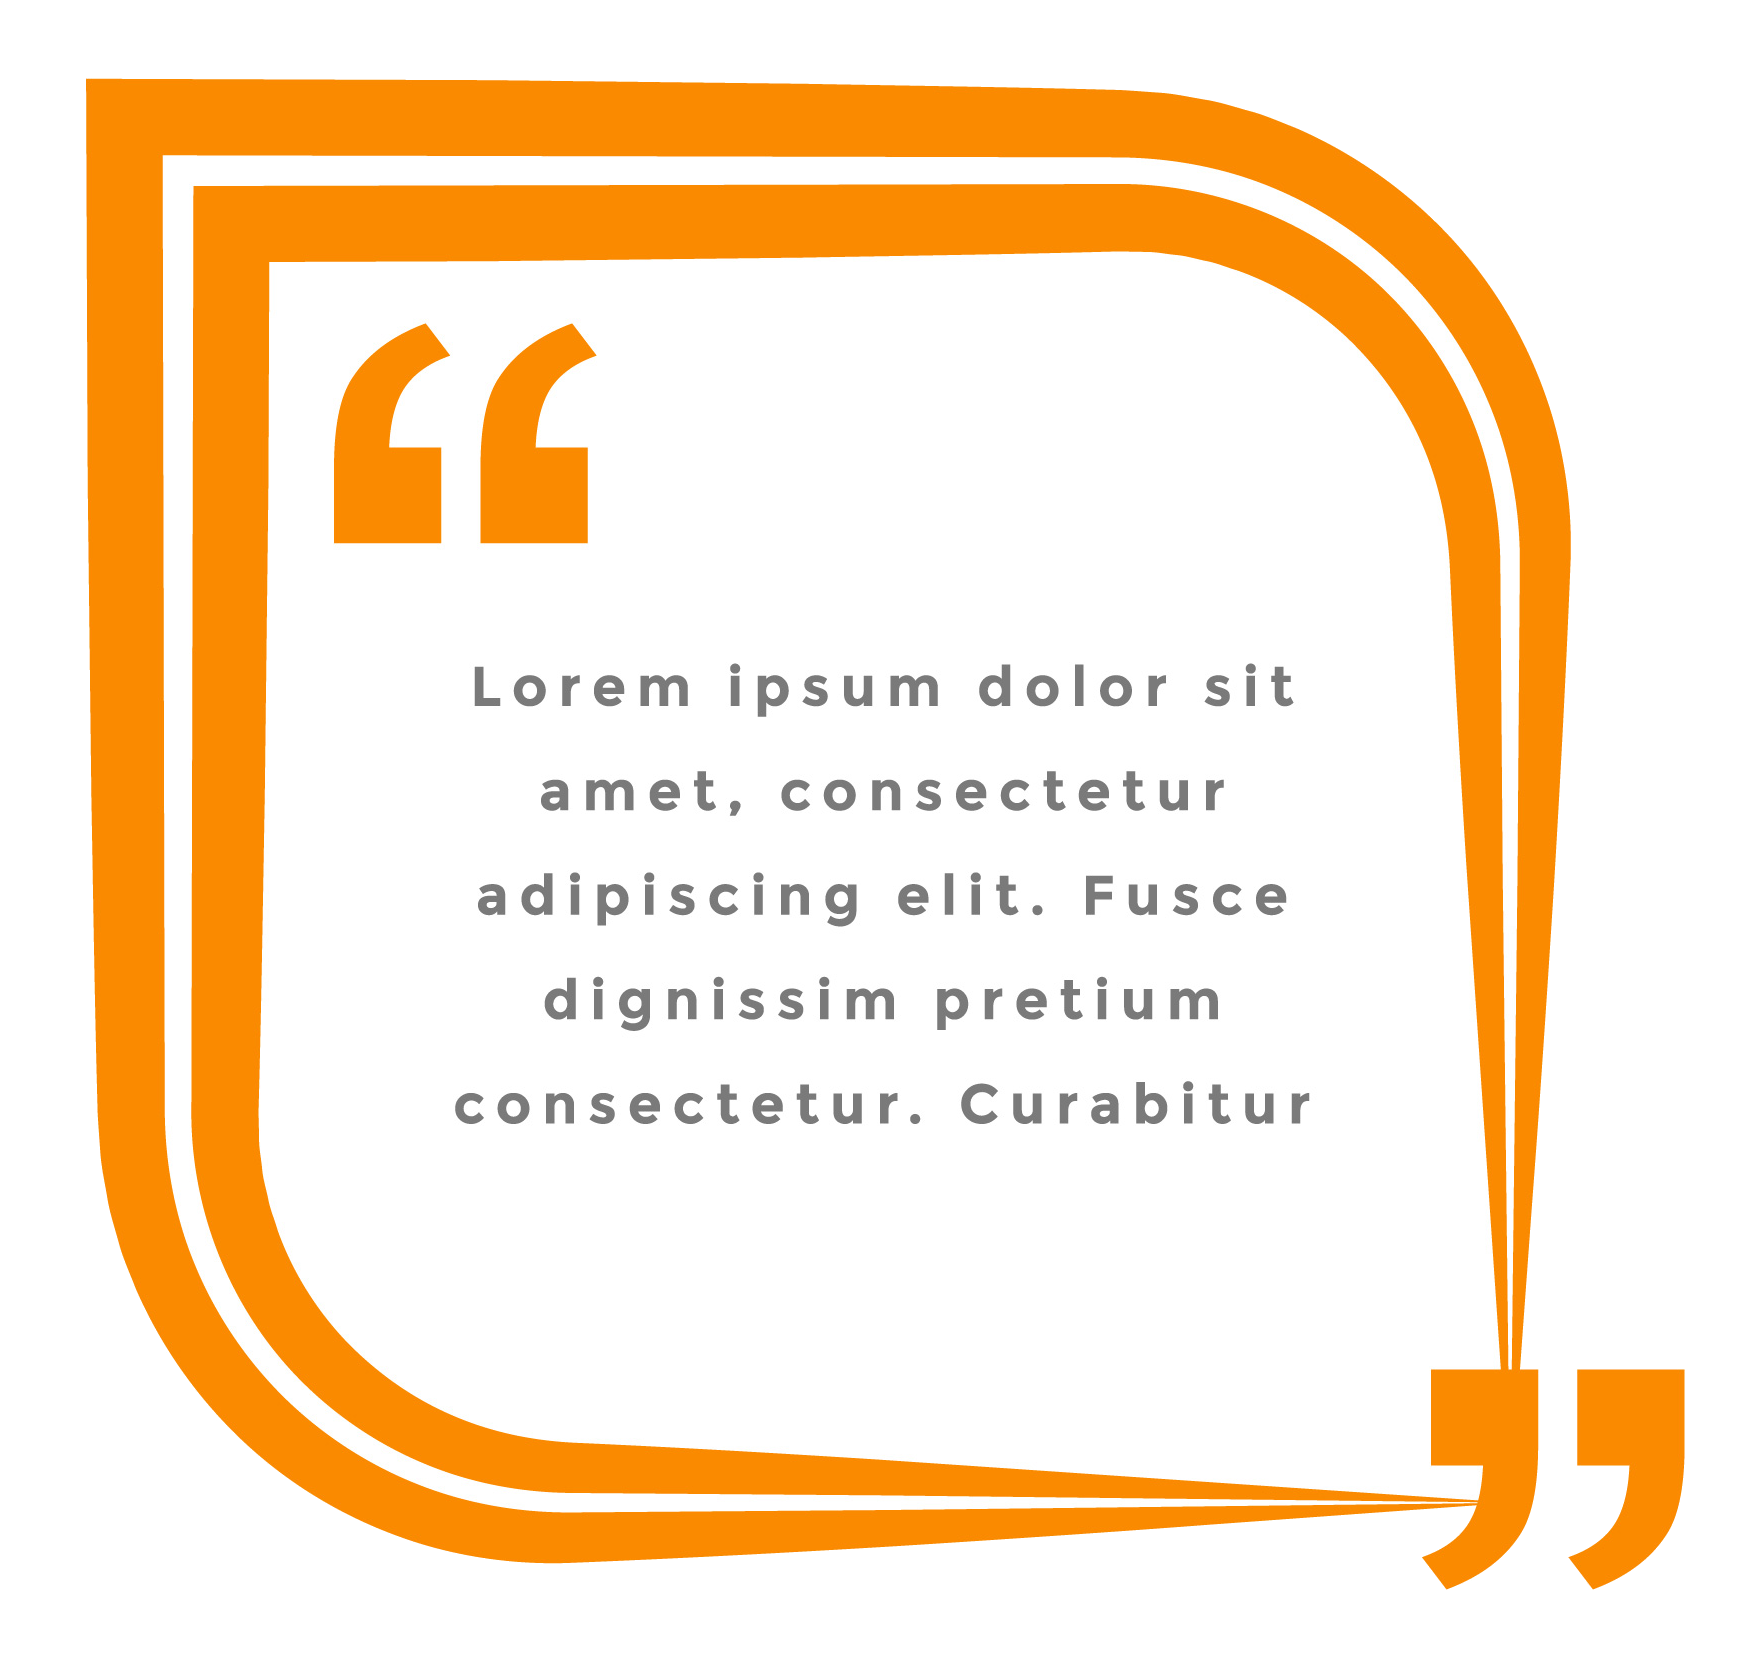 “
Lorem ipsum dolor sit
amet, consectetur
adipiscing elit. Fusce
dignissim pretium
consectetur. Curabitur
”